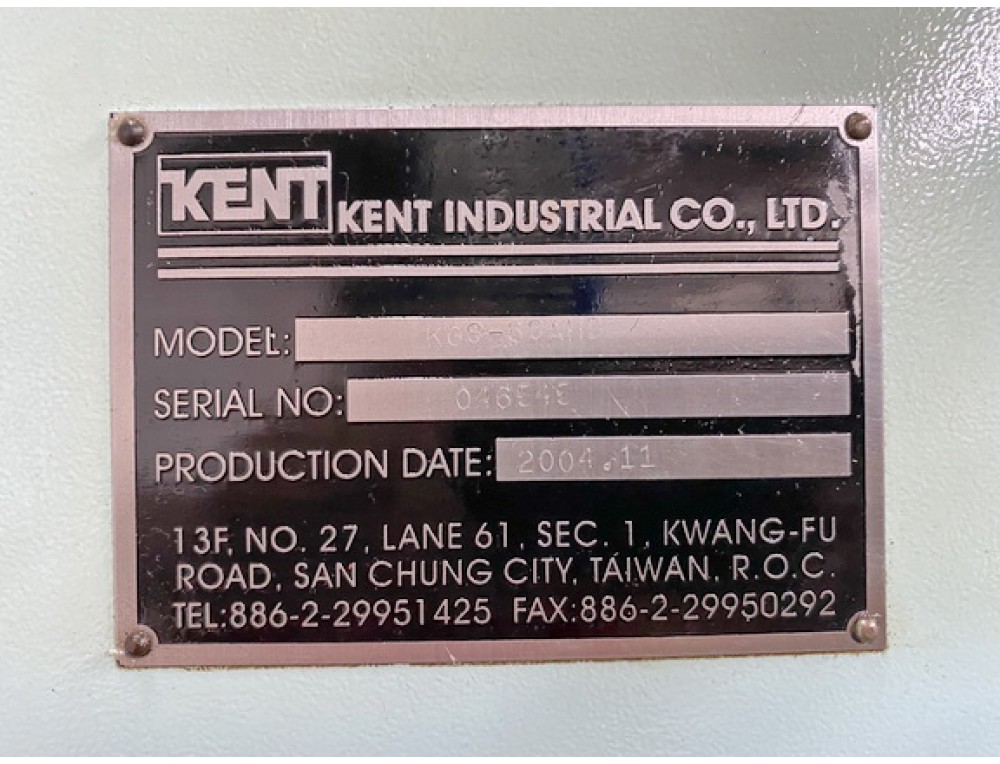 KENT
KENT INDUSTRIAL CO., LTD.
MODEL:
SERIAL NO:
PRODUCTION DATE: 2004.11
13F, NO. 27, LANE 61, SEC. 1, KWANG-FU
ROAD, SAN CHUNG CITY, TAIWAN, R.O.C.
TEL:886-2-29951425 FAX:886-2-29950292